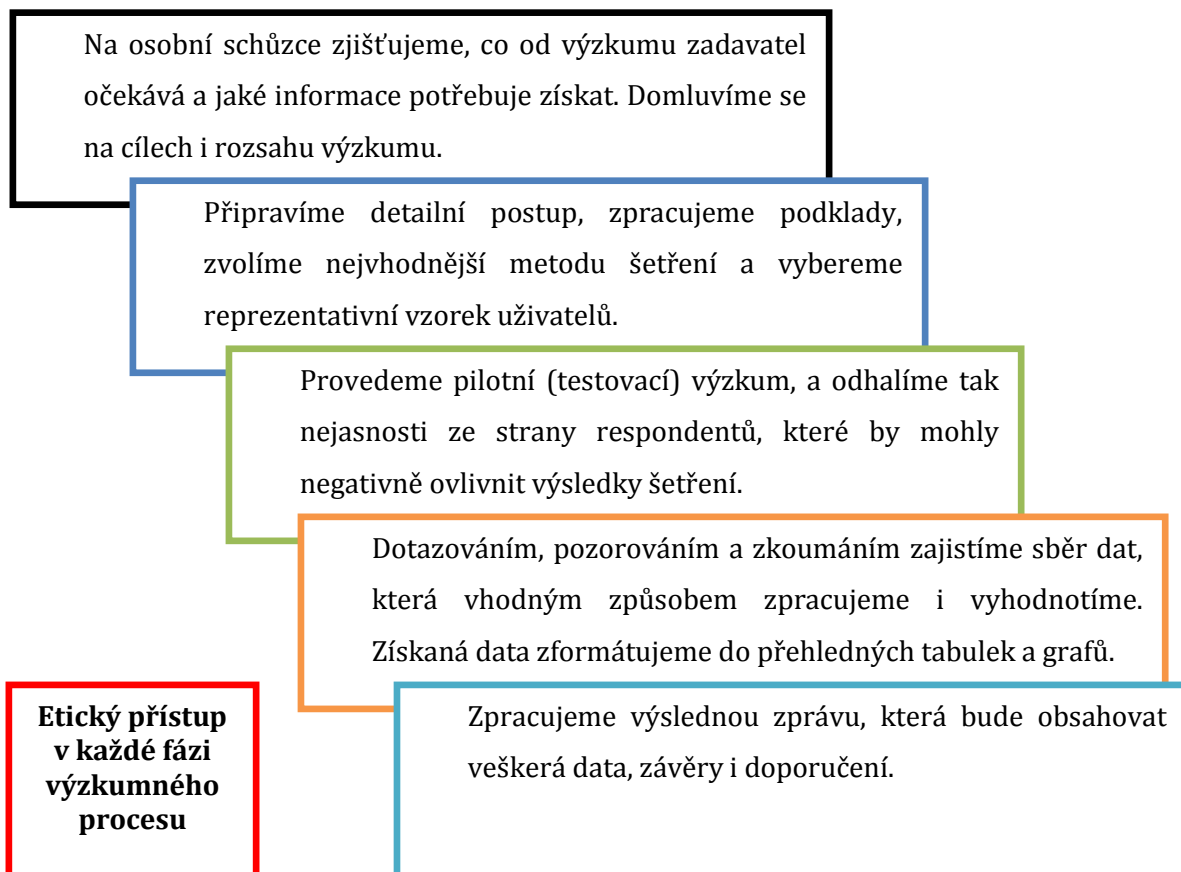 Na osobní schůzce zjišťujeme, co od výzkumu zadavatel
očekává a jaké informace potřebuje získat. Domluvíme se
na cílech i rozsahu výzkumu.
Připravíme detailní postup, zpracujeme podklady,
zvolíme nejvhodnější metodu šetření a vybereme
reprezentativní vzorek uživatelů.
Provedeme pilotní (testovací) výzkum, a odhalíme tak
nejasnosti ze strany respondentů, které by mohly
negativně ovlivnit výsledky šetření.
Dotazováním, pozorováním a zkoumáním zajistíme sběr dat,
která vhodným způsobem zpracujeme i vyhodnotíme.
Získaná data zformátujeme do přehledných tabulek a grafů.
Zpracujeme výslednou zprávu, která bude obsahovat
veškerá data, závěry i doporučení.
Etický přístup
v každé fázi
výzkumného
procesu